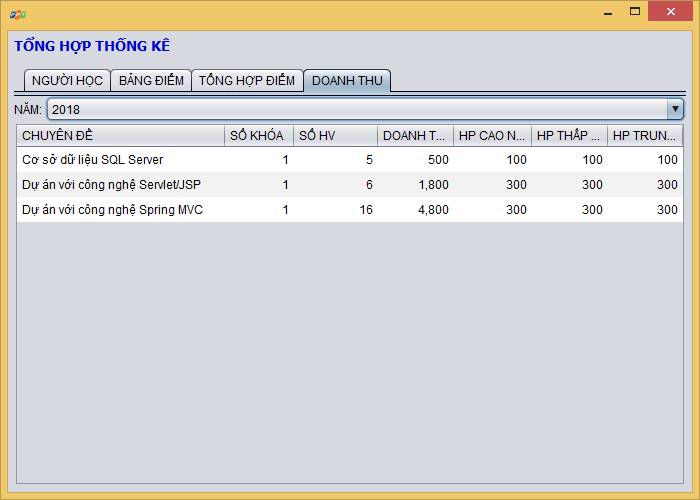 TỔNG HỢP THỐNG KÊ
NGƯỜI HỌC BẢNG ĐIỂM TỔNG HỢP ĐIỂM DOANH THU
NĂM: 2018
CHUYÊN ĐỀ SỐ KHÓA SỐ HV DOANH T... HP CAO N... HP THẤP ... HP TRUN...
Cơ sở dữ liệu SQL Server 1 5 500 100 100 100
Dự án với công nghệ Servlet/JSP 1 6 1,800 300 300 300
Dự án với công nghệ Spring MVC 1 16 4,800 300 300 300